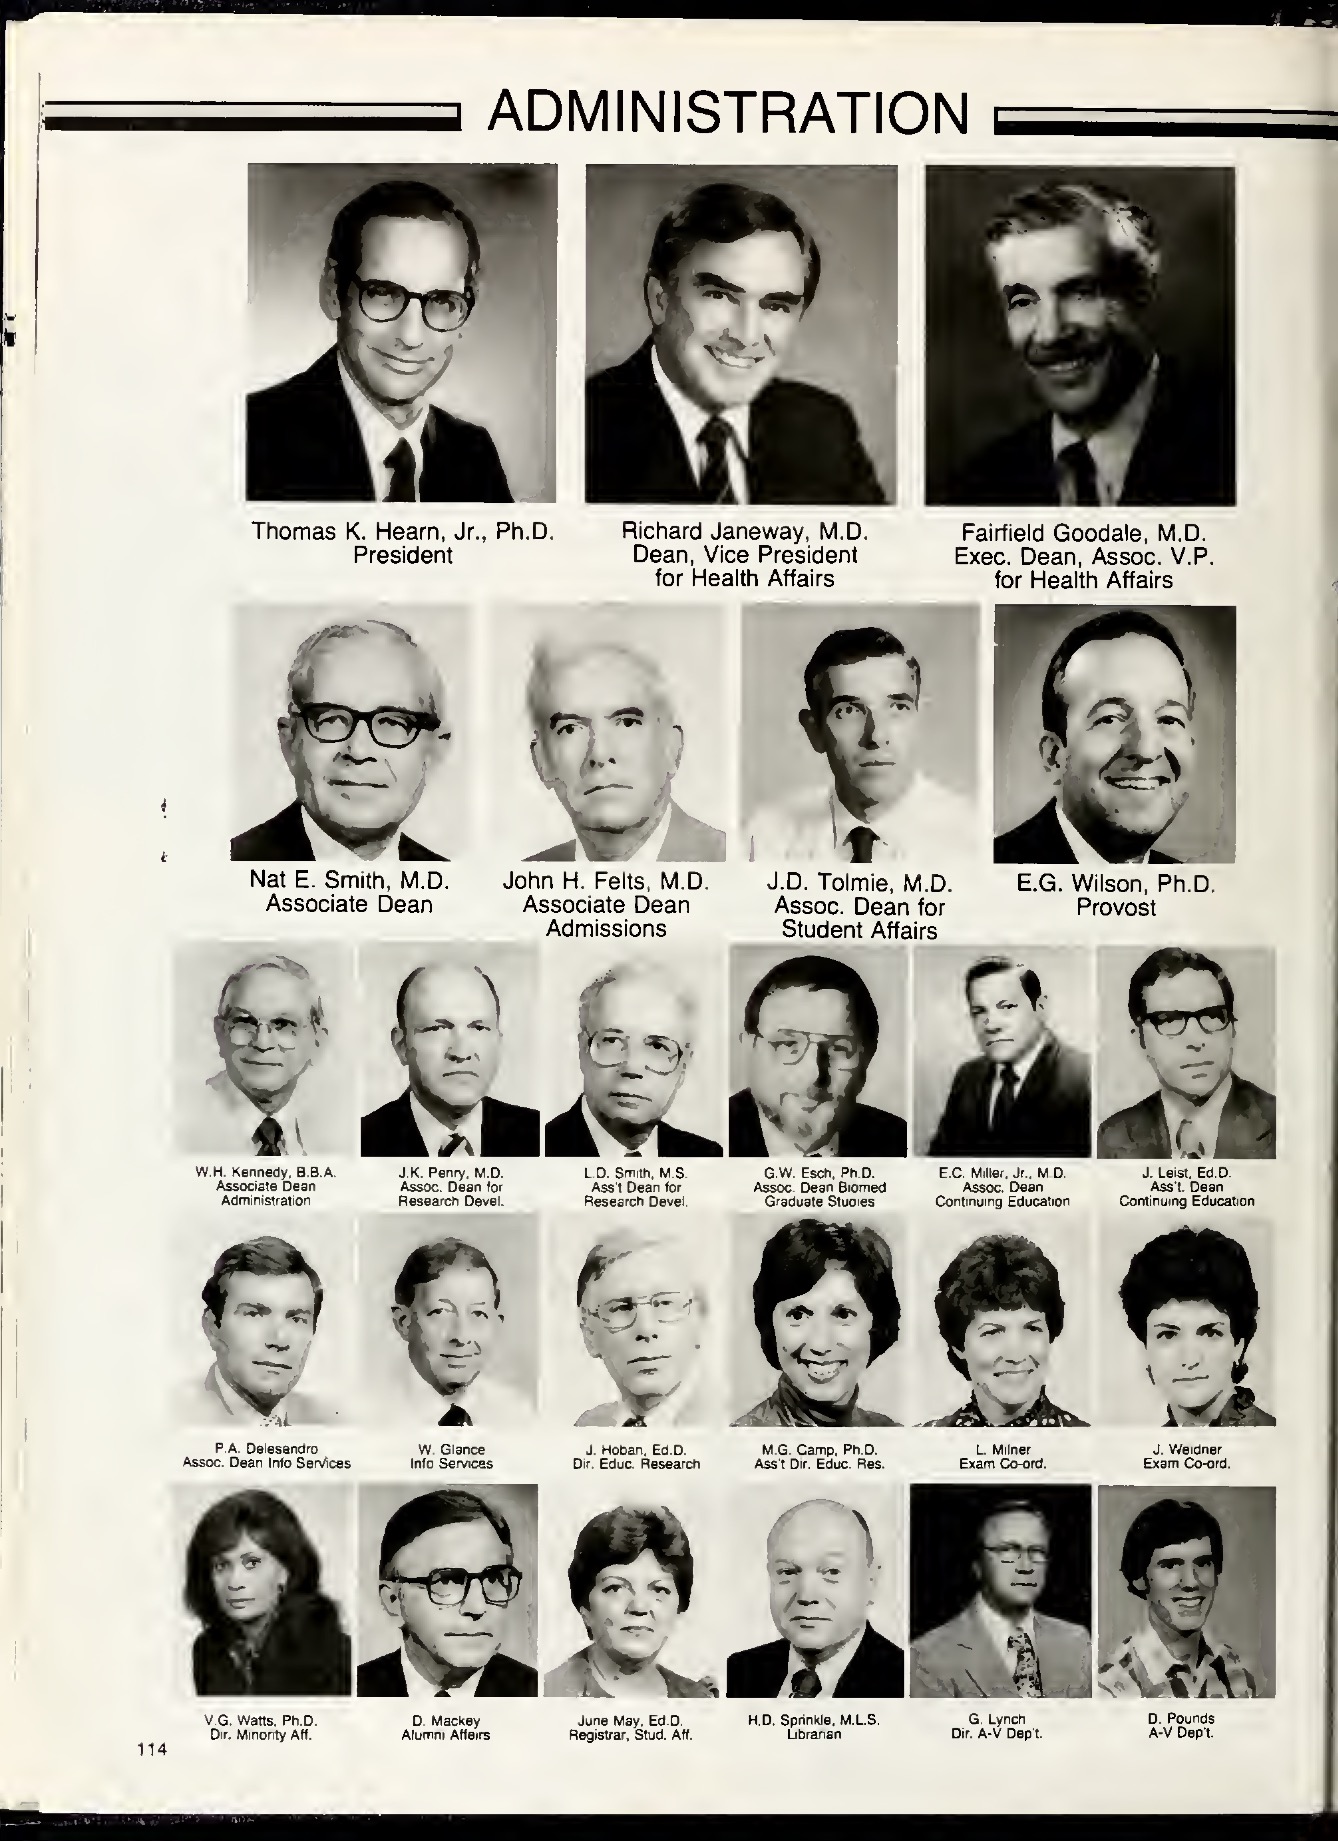 ADMINISTRATION
Thomas K. Hearn, Jr., Ph.D.
President
Richard Janeway, M.D.
Dean, Vice President
for Health Affairs
Fairfield Goodale, M.D.
Exec. Dean, Assoc. V.P.
for Health Affairs
Nat E. Smith, M.D.
Associate Dean
John H. Felts, M.D.
Associate Dean
Admissions
J.D. Tolmie, M.D.
Assoc. Dean for
Student Affairs
E.G. Wilson, Ph.D.
Provost
W.H. Kennedy, B.B.A.
Associate Dean
Administration
J.K. Penry, M.D.
Assoc. Dean for
Research Devel.
L.D. Smith, M.S.
Ass't Dean for
Research Devel.
G.W. Esch, Ph.D.
Assoc. Dean Biomed
Graduate Studies
E.C. Miller, Jr., M.D.
Assoc. Dean
Continuing Education
J. Leist, Ed.D.
Ass't. Dean
Continuing Education
P.A. Delesandro
Assoc. Dean Info Services
W. Glance
Info Services
J. Hoban, Ed.D.
Dir. Educ. Research
M.G. Camp, Ph.D.
Ass't Dir. Educ. Res.
L. Milner
Exam Co-ord.
J. Weidner
Exam Co-ord.
V.G. Watts, Ph.D.
Dir. Minority Aff.
D. Mackey
Alumni Affairs
June May, Ed.D.
Registrar, Stud. Aff.
H.D. Sprinkle, M.L.S.
Librarian
G. Lynch
Dir. A-V Dep't.
D. Pounds
A-V Dep't.
114